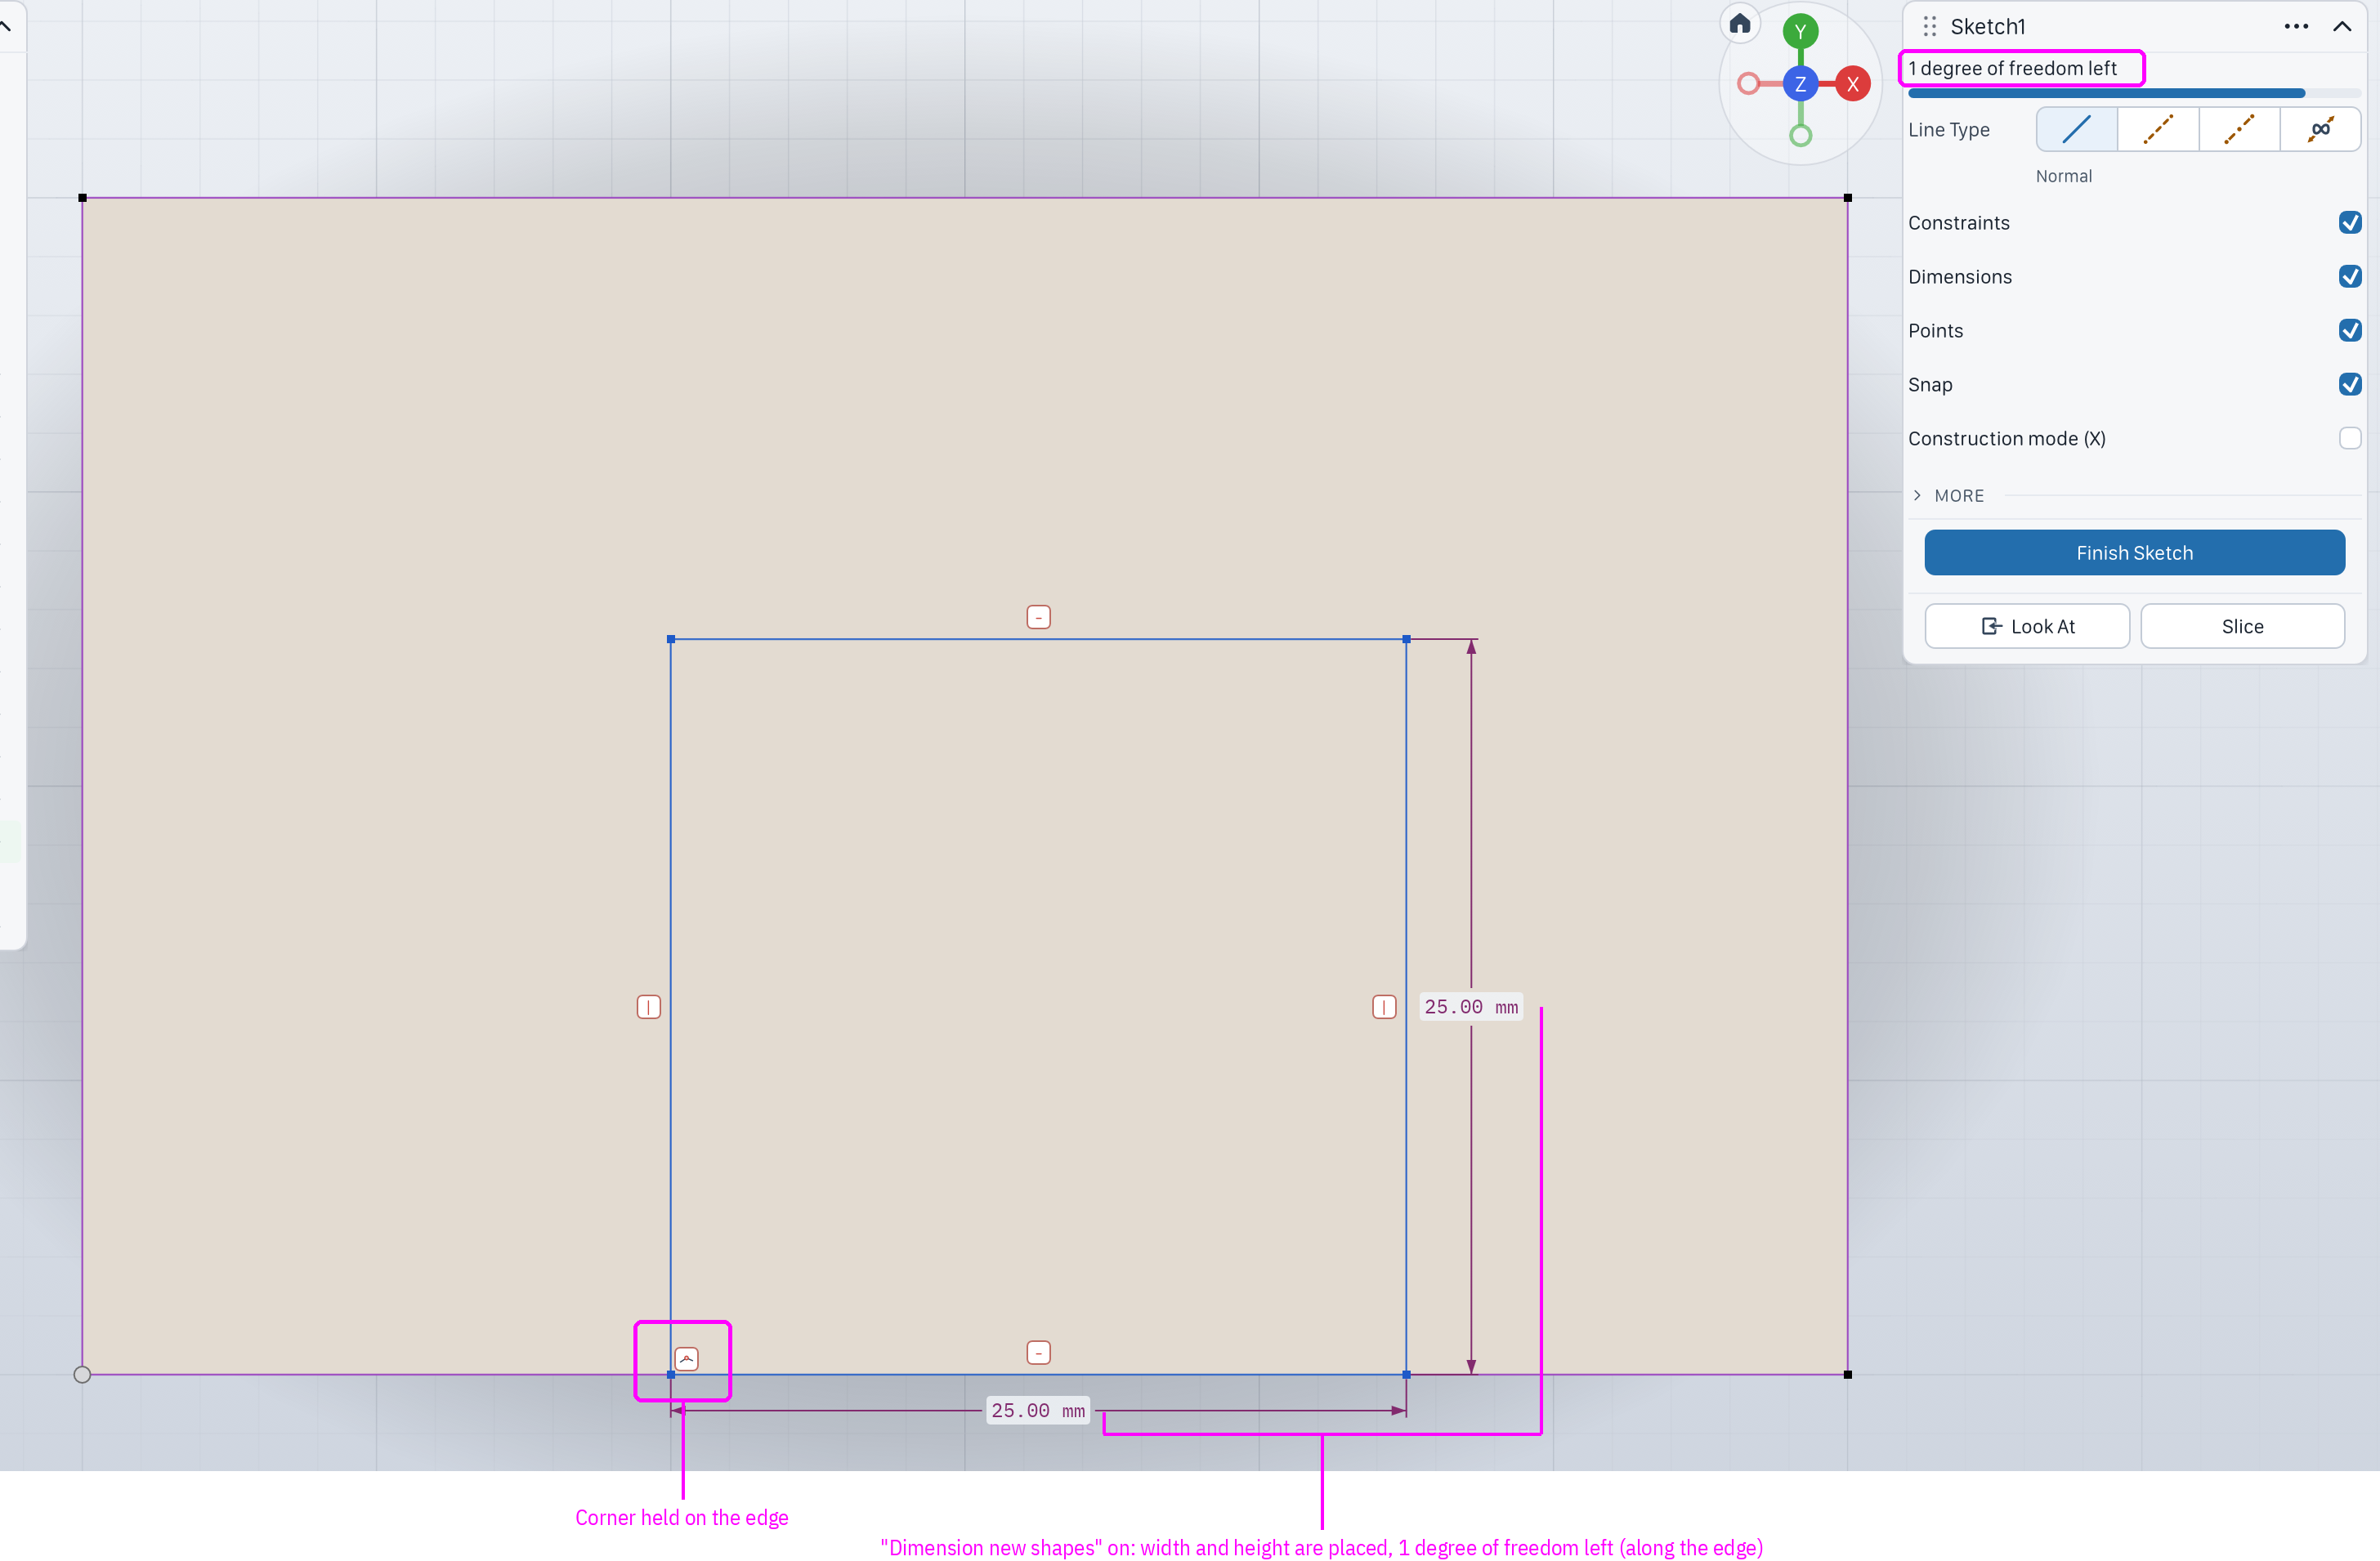 Y
Z
X
Sketch1
1 degree of freedom left
Line Type
Normal
Constraints
Dimensions
Points
Snap
Construction mode (X)
MORE
Finish Sketch
Look At
Slice
25.00 mm
25.00 mm
Corner held on the edge
"Dimension new shapes" on: width and height are placed, 1 degree of freedom left (along the edge)